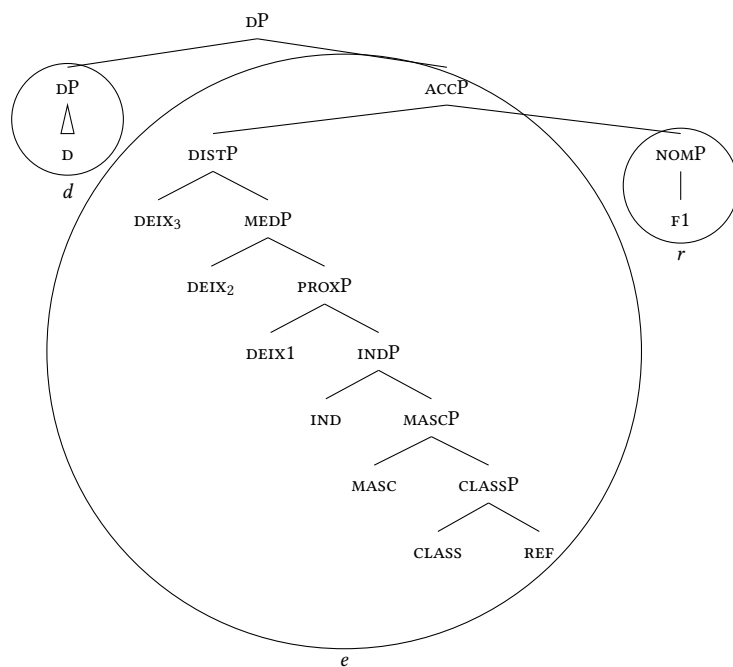 DP
DP
ACCP
D
DISTP
NOMP
d
DEIX₃
MEDP
F1
r
DEIX₂
PROXP
DEIX1
INDP
IND
MASCP
MASC
CLASSP
CLASS
REF
e